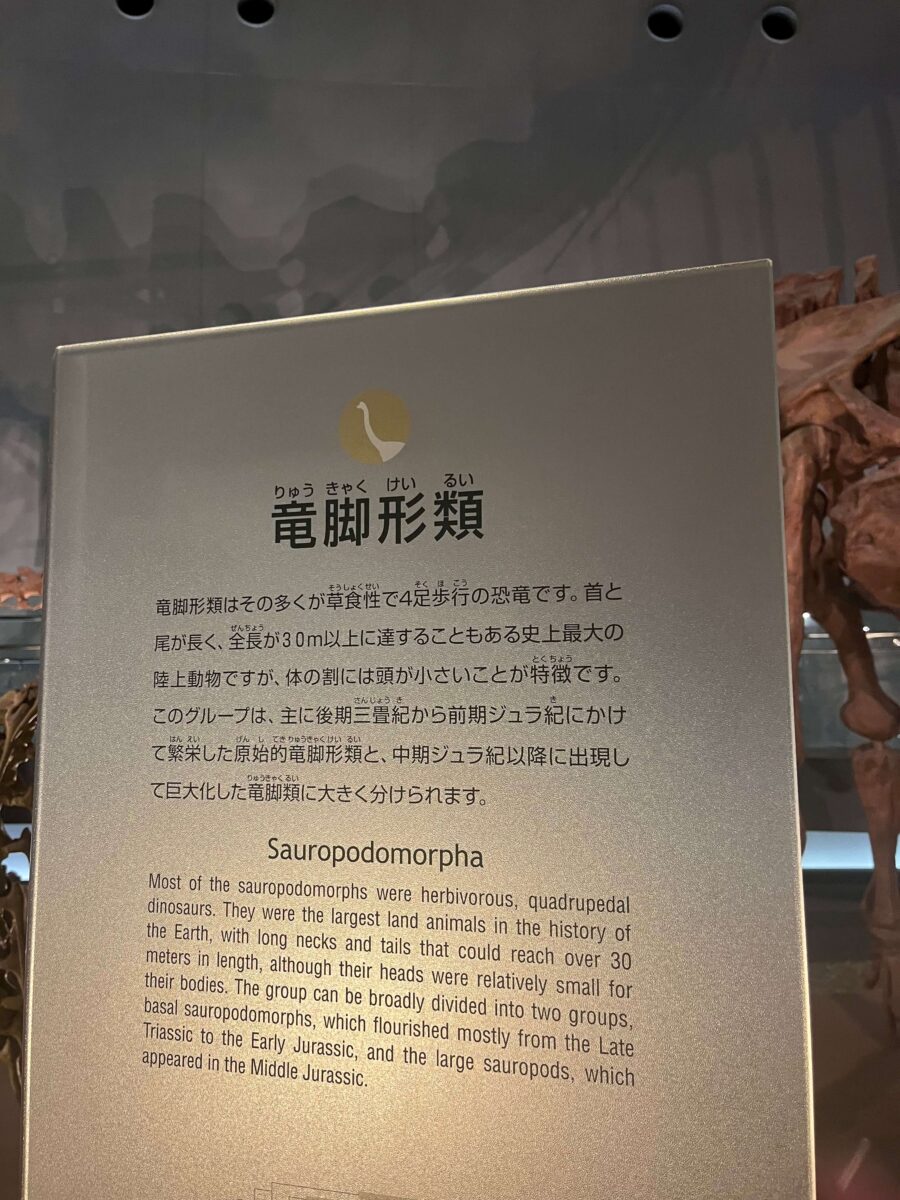 りゅう きゃく けい るい
竜脚形類
竜脚形類はその多くが草食性で4足歩行の恐竜です。首と
尾が長く、全長が30m以上に達することもある史上最大の
陸上動物ですが、体の割には頭が小さいことが特徴です。
このグループは、主に後期三畳紀から前期ジュラ紀にかけ
て繁栄した原始的竜脚形類と、中期ジュラ紀以降に出現し
て巨大化した竜脚類に大きく分けられます。
Sauropodomorpha
Most of the sauropodomorphs were herbivorous, quadrupedal
dinosaurs. They were the largest land animals in the history of
the Earth, with long necks and tails that could reach over 30
meters in length, although their heads were relatively small for
their bodies. The group can be broadly divided into two groups,
basal sauropodomorphs, which flourished mostly from the Late
Triassic to the Early Jurassic, and the large sauropods, which
appeared in the Middle Jurassic.